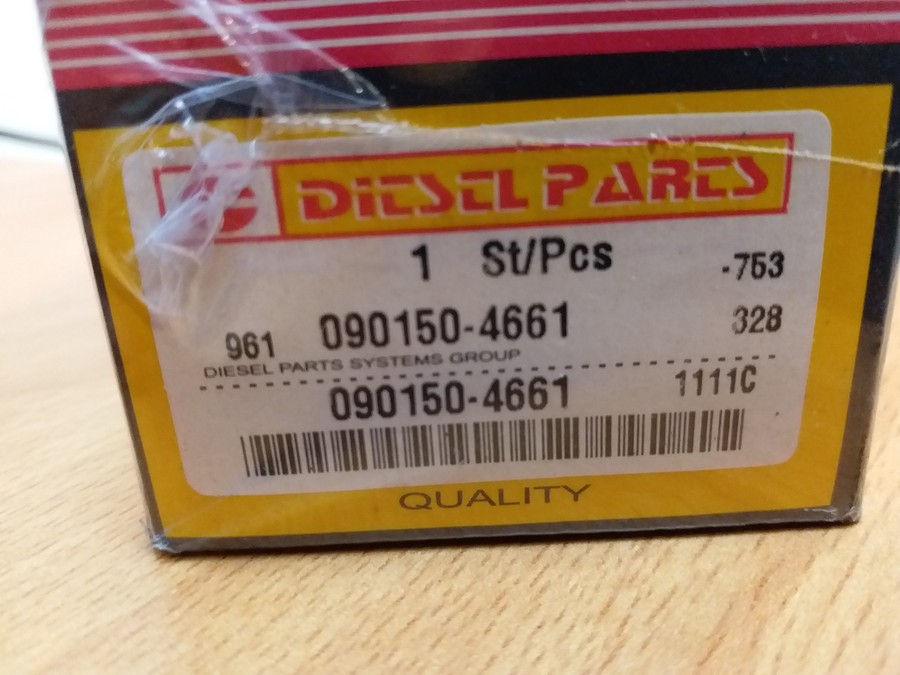 DIESEL PARTS
1 St/Pcs -753
961 090150-4661 328
DIESEL PARTS SYSTEMS GROUP
090150-4661 1111C
QUALITY